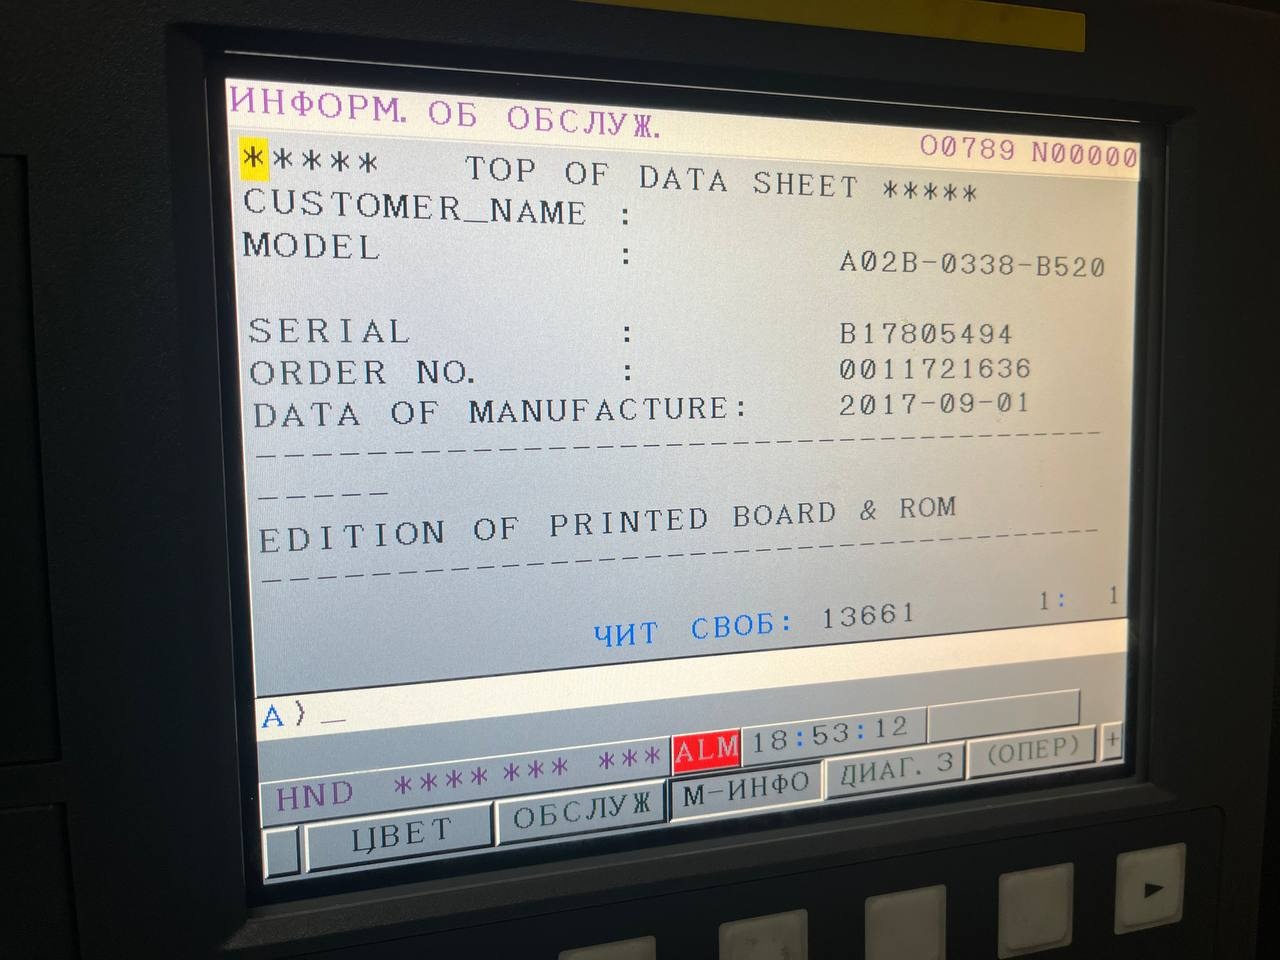 ИНФОРМ. ОБ ОБСЛУЖ.
O0789 N00000
***** TOP OF DATA SHEET *****
CUSTOMER_NAME :
MODEL : A02B-0338-B520
SERIAL : B17805494
ORDER NO. : 0011721636
DATA OF MANUFACTURE: 2017-09-01
--------------------------------
-----
EDITION OF PRINTED BOARD & ROM
--------------------------------
ЧИТ СВОБ: 13661 1: 1
A)_
HND **** *** *** ALM 18:53:12
ЦВЕТ ОБСЛУЖ М-ИНФО ДИАГ. З (ОПЕР) +